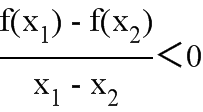 f(x₁) - f(x₂)
x₁ - x₂ <0